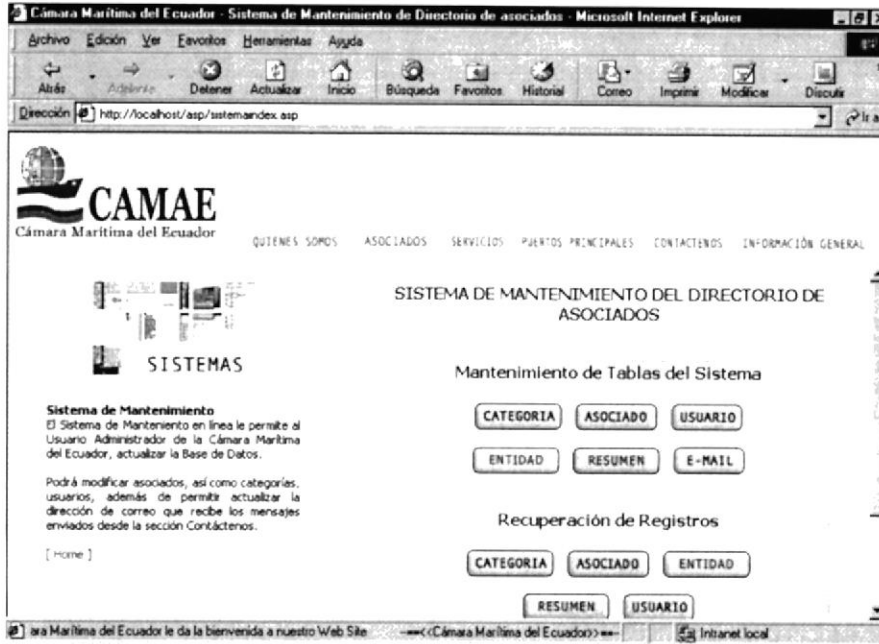 Cámara Marítima del Ecuador - Sistema de Mantenimiento de Directorio de asociados - Microsoft Internet Explorer
Archivo Edición Ver Favoritos Herramientas Ayuda
Atrás Adelante Detener Actualizar Inicio Búsqueda Favoritos Historial Correo Imprimir Modificar Discutir
Dirección http://localhost/asp/sistemaindex.asp Ir a
CAMAE
Cámara Marítima del Ecuador
QUIENES SOMOS ASOCIADOS SERVICIOS PUERTOS PRINCIPALES CONTACTENOS INFORMACIÓN GENERAL
SISTEMAS
Sistema de Mantenimiento
El Sistema de Manteniento en línea le permite al
Usuario Administrador de la Cámara Marítima
del Ecuador, actualizar la Base de Datos.
Podrá modificar asociados, así como categorías,
usuarios, además de permitir actualizar la
dirección de correo que recibe los mensajes
enviados desde la sección Contáctenos.
[ Home ]
SISTEMA DE MANTENIMIENTO DEL DIRECTORIO DE
ASOCIADOS
Mantenimiento de Tablas del Sistema
CATEGORIA ASOCIADO USUARIO
ENTIDAD RESUMEN E-MAIL
Recuperación de Registros
CATEGORIA ASOCIADO ENTIDAD
RESUMEN USUARIO
ara Marítima del Ecuador le da la bienvenida a nuestro Web Site ---==<<Cámara Marítima del Ecuador>>==- Intranet local